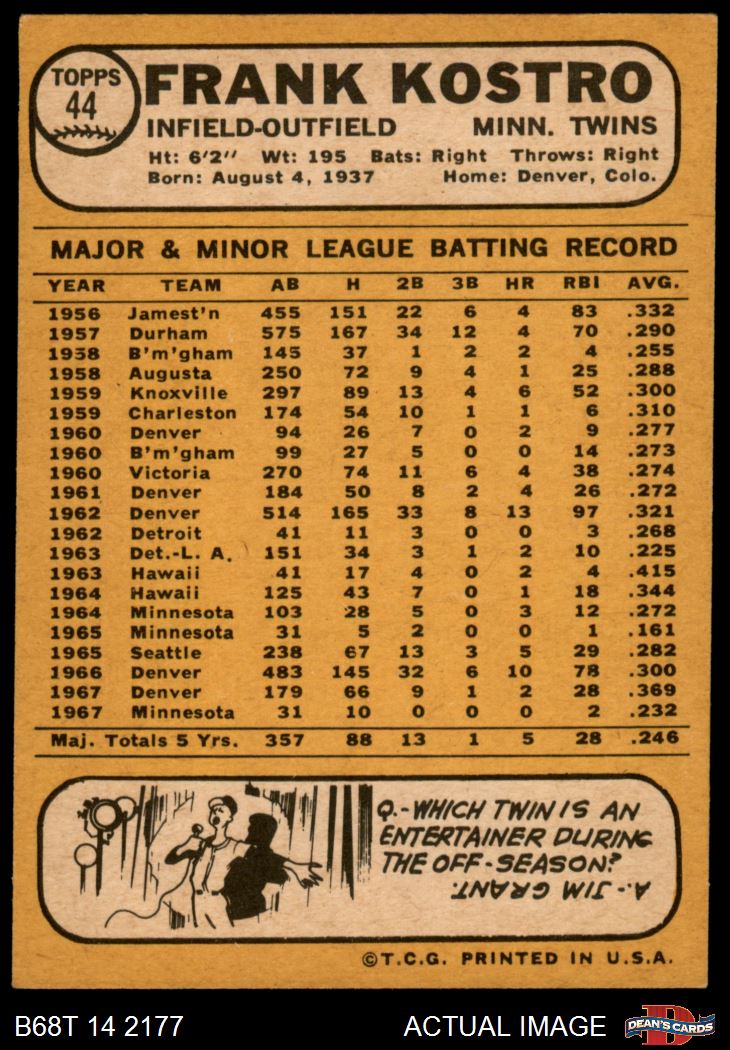 TOPPS
44
FRANK KOSTRO
INFIELD-OUTFIELD MINN. TWINS
Ht: 6'2'' Wt: 195 Bats: Right Throws: Right
Born: August 4, 1937 Home: Denver, Colo.
MAJOR & MINOR LEAGUE BATTING RECORD
YEAR TEAM AB H 2B 3B HR RBI AVG.
1956 Jamest'n 455 151 22 6 4 83 .332
1957 Durham 575 167 34 12 4 70 .290
1958 B'm'gham 145 37 1 2 2 4 .255
1958 Augusta 250 72 9 4 1 25 .288
1959 Knoxville 297 89 13 4 6 52 .300
1959 Charleston 174 54 10 1 1 6 .310
1960 Denver 94 26 7 0 2 9 .277
1960 B'm'gham 99 27 5 0 0 14 .273
1960 Victoria 270 74 11 6 4 38 .274
1961 Denver 184 50 8 2 4 26 .272
1962 Denver 514 165 33 8 13 97 .321
1962 Detroit 41 11 3 0 0 3 .268
1963 Det.-L. A. 151 34 3 1 2 10 .225
1963 Hawaii 41 17 4 0 2 4 .415
1964 Hawaii 125 43 7 0 1 18 .344
1964 Minnesota 103 28 5 0 3 12 .272
1965 Minnesota 31 5 2 0 0 1 .161
1965 Seattle 238 67 13 3 5 29 .282
1966 Denver 483 145 32 6 10 78 .300
1967 Denver 179 66 9 1 2 28 .369
1967 Minnesota 31 10 0 0 0 2 .232
Maj. Totals 5 Yrs. 357 88 13 1 5 28 .246
Q.-WHICH TWIN IS AN
ENTERTAINER DURING
THE OFF-SEASON?
A.-JIM GRANT.
©T.C.G. PRINTED IN U.S.A.
B68T 14 2177 ACTUAL IMAGE
D
DEAN'S CARDS